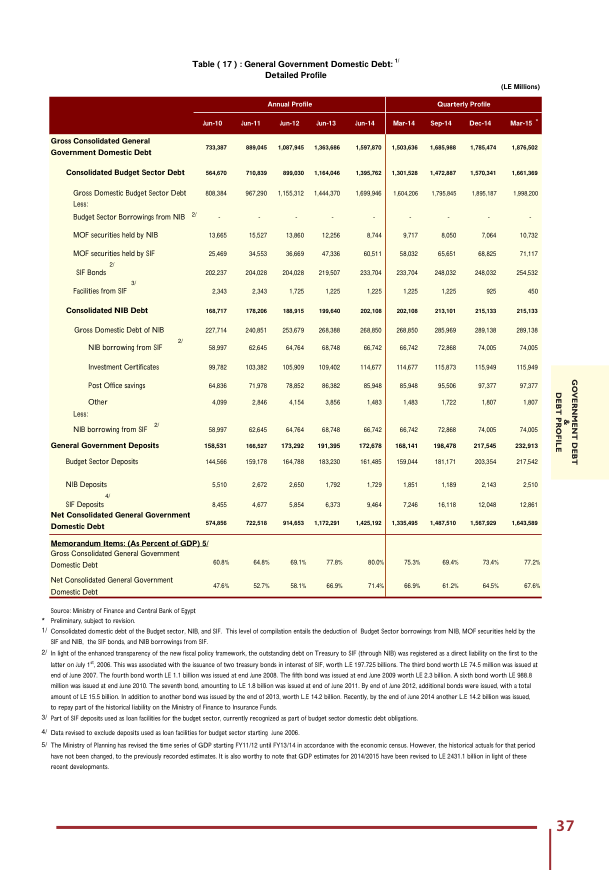 Table ( 17 ) : General Government Domestic Debt: 1/
Detailed Profile
(LE Millions)
Annual Profile Quarterly Profile
Jun-10 Jun-11 Jun-12 Jun-13 Jun-14 Mar-14 Sep-14 Dec-14 Mar-15 *
Gross Consolidated General
Government Domestic Debt 733,387 889,045 1,087,945 1,363,686 1,597,870 1,503,636 1,685,988 1,785,474 1,876,502
Consolidated Budget Sector Debt 564,670 710,839 899,030 1,164,046 1,395,762 1,301,528 1,472,887 1,570,341 1,661,369
Gross Domestic Budget Sector Debt 808,384 967,290 1,155,312 1,444,370 1,699,946 1,604,206 1,795,845 1,895,187 1,998,200
Less:
Budget Sector Borrowings from NIB 2/ - - - - - - - - -
MOF securities held by NIB 13,665 15,527 13,860 12,256 8,744 9,717 8,050 7,064 10,732
MOF securities held by SIF 25,469 34,553 36,669 47,336 60,511 58,032 65,651 68,825 71,117
SIF Bonds 2/ 202,237 204,028 204,028 219,507 233,704 233,704 248,032 248,032 254,532
Facilities from SIF 3/ 2,343 2,343 1,725 1,225 1,225 1,225 1,225 925 450
Consolidated NIB Debt 168,717 178,206 188,915 199,640 202,108 202,108 213,101 215,133 215,133
Gross Domestic Debt of NIB 227,714 240,851 253,679 268,388 268,850 268,850 285,969 289,138 289,138
NIB borrowing from SIF 2/ 58,997 62,645 64,764 68,748 66,742 66,742 72,868 74,005 74,005
Investment Certificates 99,782 103,382 105,909 109,402 114,677 114,677 115,873 115,949 115,949
Post Office savings 64,836 71,978 78,852 86,382 85,948 85,948 95,506 97,377 97,377
Other 4,099 2,846 4,154 3,856 1,483 1,483 1,722 1,807 1,807
Less:
NIB borrowing from SIF 2/ 58,997 62,645 64,764 68,748 66,742 66,742 72,868 74,005 74,005
General Government Deposits 158,531 166,527 173,292 191,395 172,678 168,141 198,478 217,545 232,913
Budget Sector Deposits 144,566 159,178 164,788 183,230 161,485 159,044 181,171 203,354 217,542
NIB Deposits 5,510 2,672 2,650 1,792 1,729 1,851 1,189 2,143 2,510
SIF Deposits 4/ 8,455 4,677 5,854 6,373 9,464 7,246 16,118 12,048 12,861
Net Consolidated General Government
Domestic Debt 574,856 722,518 914,653 1,172,291 1,425,192 1,335,495 1,487,510 1,567,929 1,643,589
Memorandum Items: (As Percent of GDP) 5/
Gross Consolidated General Government
Domestic Debt 60.8% 64.8% 69.1% 77.8% 80.0% 75.3% 69.4% 73.4% 77.2%
Net Consolidated General Government
Domestic Debt 47.6% 52.7% 58.1% 66.9% 71.4% 66.9% 61.2% 64.5% 67.6%
Source: Ministry of Finance and Central Bank of Egypt
* Preliminary, subject to revision.
1/ Consolidated domestic debt of the Budget sector, NIB, and SIF. This level of compilation entails the deduction of Budget Sector borrowings from NIB, MOF securities held by the
SIF and NIB, the SIF bonds, and NIB borrowings from SIF.
2/ In light of the enhanced transparency of the new fiscal policy framework, the outstanding debt on Treasury to SIF (through NIB) was registered as a direct liability on the first to the
latter on july 1st, 2006. This was associated with the issuance of two treasury bonds in interest of SIF, worth L.E 197.725 billions. The third bond worth LE 74.5 million was issued at
end of June 2007. The fourth bond worth LE 1.1 billion was issued at end June 2008. The fifth bond was issued at end of June 2009 worth LE 2.3 billion. A sixth bond worth LE 988.8
million was issued at end of June 2010. The seventh bond, amounting to LE 1.8 billion was issued at end of June 2011. By end of June 2012, additional bonds were issued, with a total
amount of LE 15.5 billion. In addition to another bond was issued by the end of 2013, worth L.E 14.2 billion. Recently, by the end of June 2014 another L.E 14.2 billion was issued,
to repay part of the historical liability on the Ministry of Finance to Insurance Funds.
3/ Part of SIF deposits used as loan facilities for the budget sector, currently recognized as part of budget sector domestic debt obligations.
4/ Data revised to exclude deposits used as loan facilities for budget sector starting June 2006.
5/ The Ministry of Planning has revised the time series of GDP starting FY11/12 until FY13/14 in accordance with the economic census. However, the historical actuals for that period
have not been changed, to the previously recorded estimates. It is also worthy to note that GDP estimates for 2014/2015 have been revised to LE 2431.1 billion in light of these
recent developments.
GOVERNMENT DEBT
&
DEBT PROFILE
37